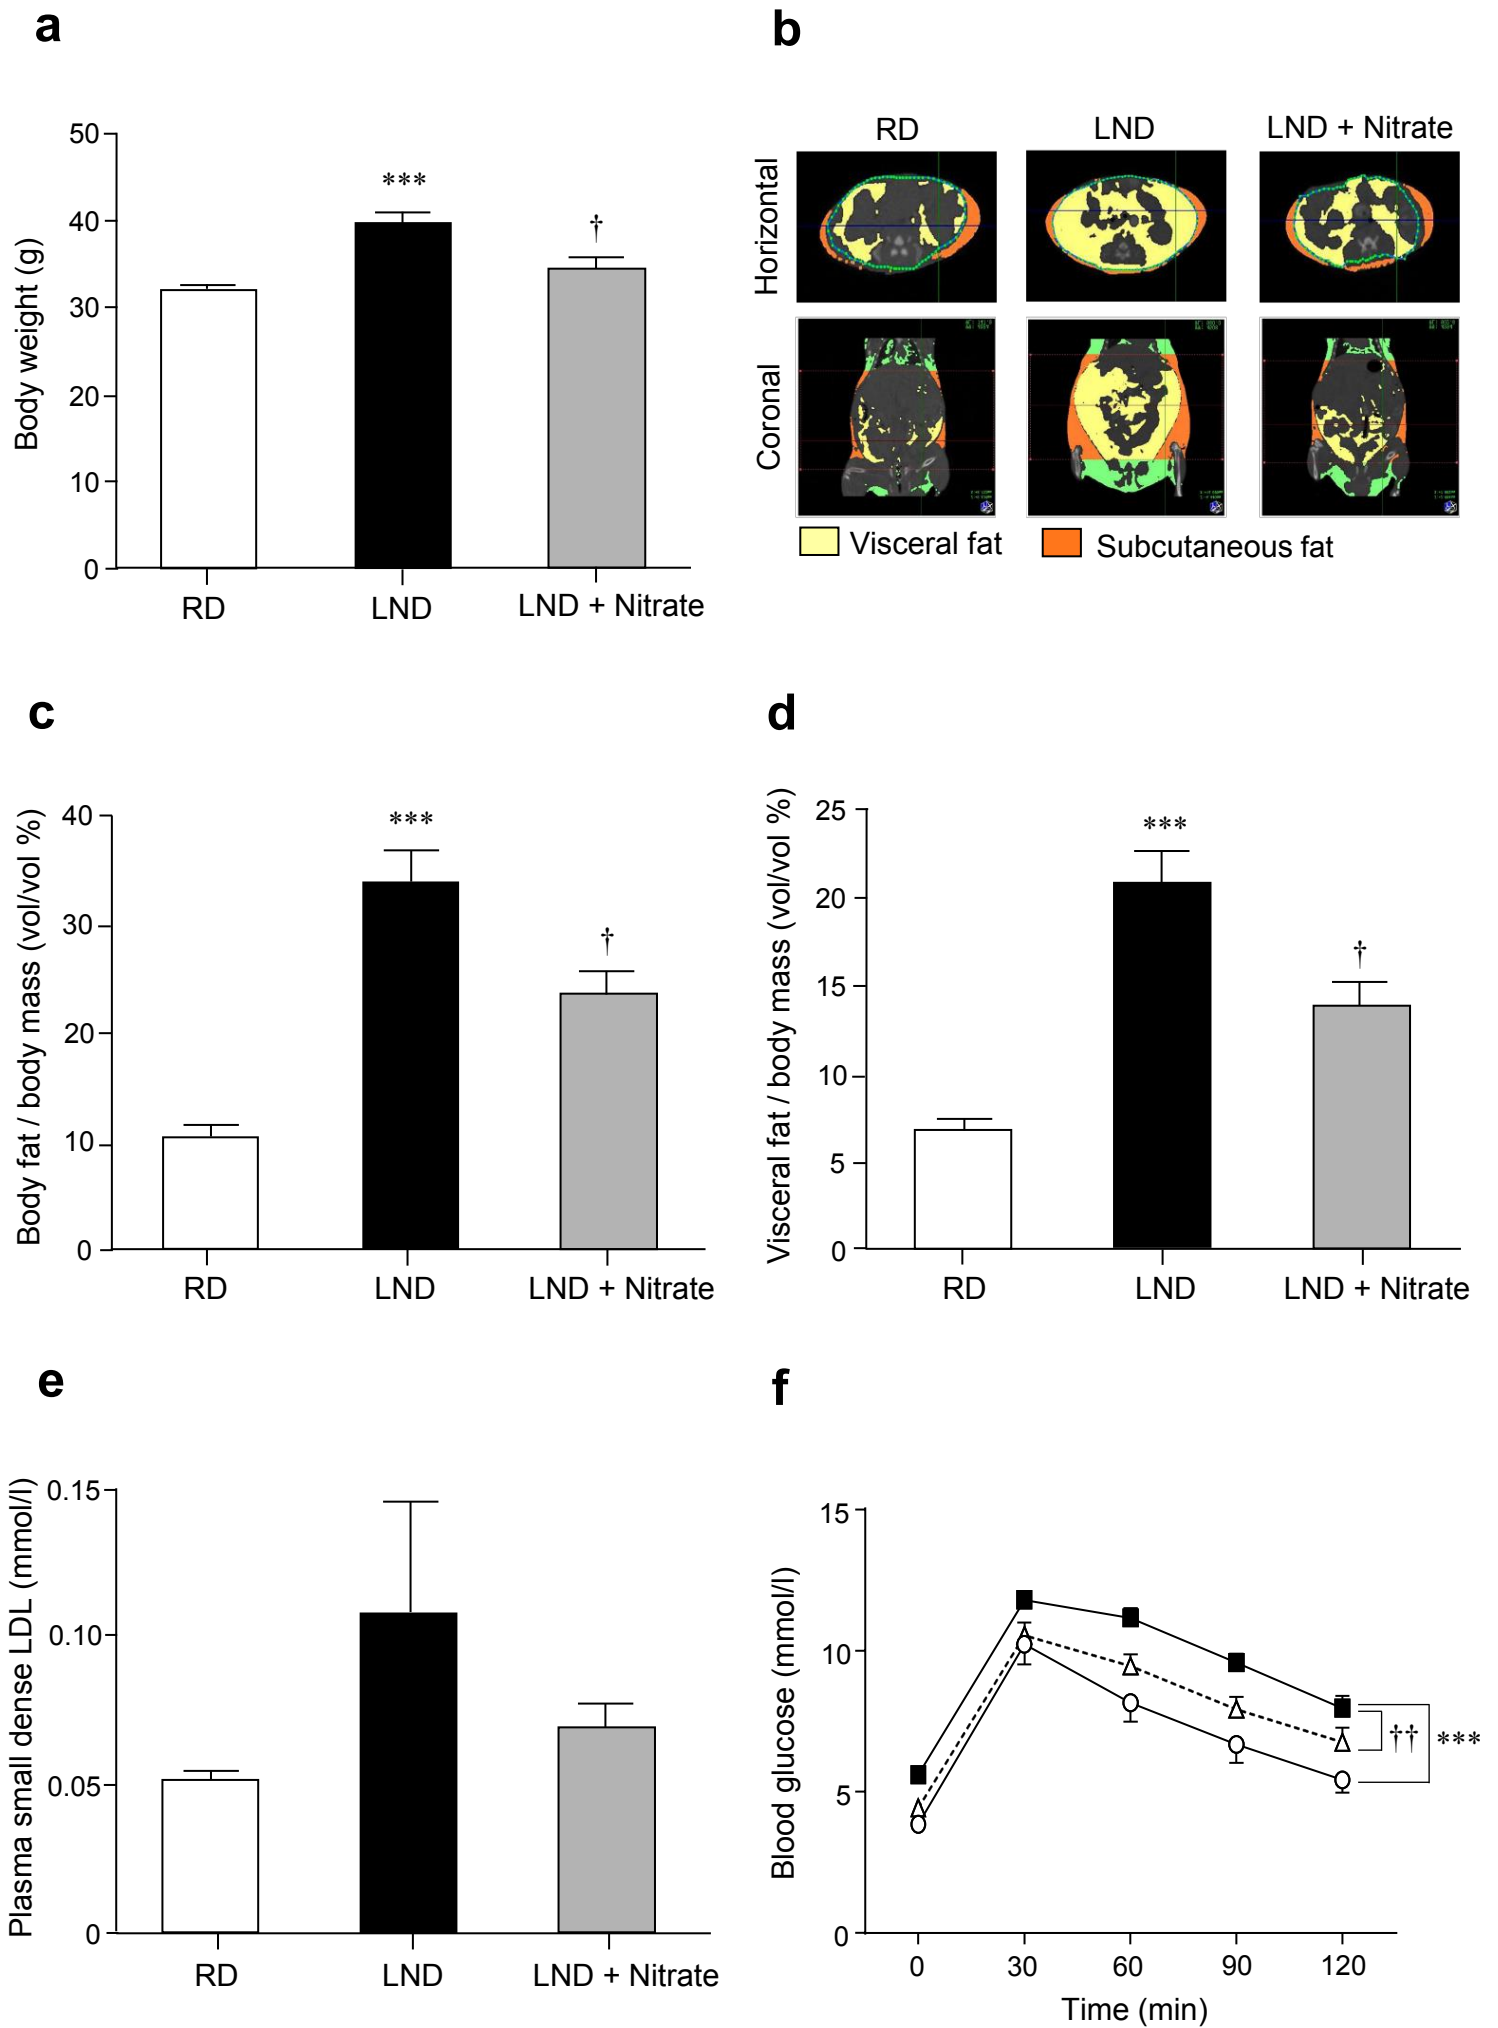 a
50
40
30
20
10
0
Body weight (g)
***
†
RD
LND
LND + Nitrate
b
RD
LND
LND + Nitrate
Horizontal
Coronal
Visceral fat
Subcutaneous fat
c
40
30
20
10
0
Body fat / body mass (vol/vol %)
***
†
RD
LND
LND + Nitrate
d
25
20
15
10
5
0
Visceral fat / body mass (vol/vol %)
***
†
RD
LND
LND + Nitrate
e
0.15
0.10
0.05
0
Plasma small dense LDL (mmol/l)
RD
LND
LND + Nitrate
f
15
10
5
0
Blood glucose (mmol/l)
††
***
0
30
60
90
120
Time (min)